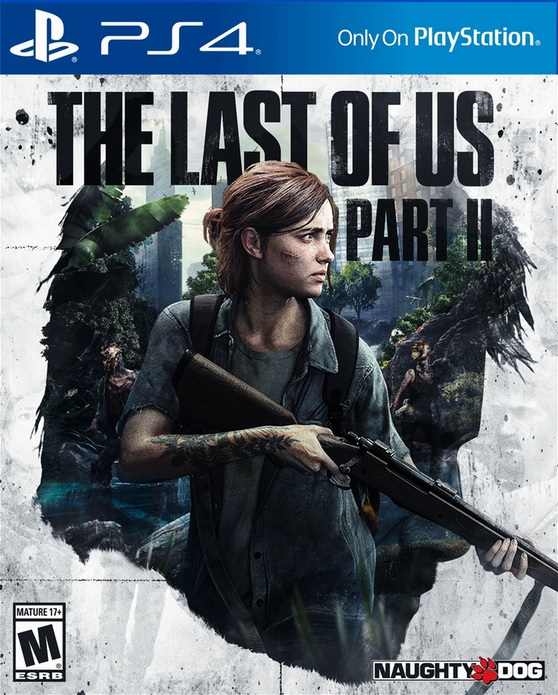 PS4
Only On PlayStation®
THE LAST OF US
PART II
MATURE 17+
M
ESRB
NAUGHTY DOG